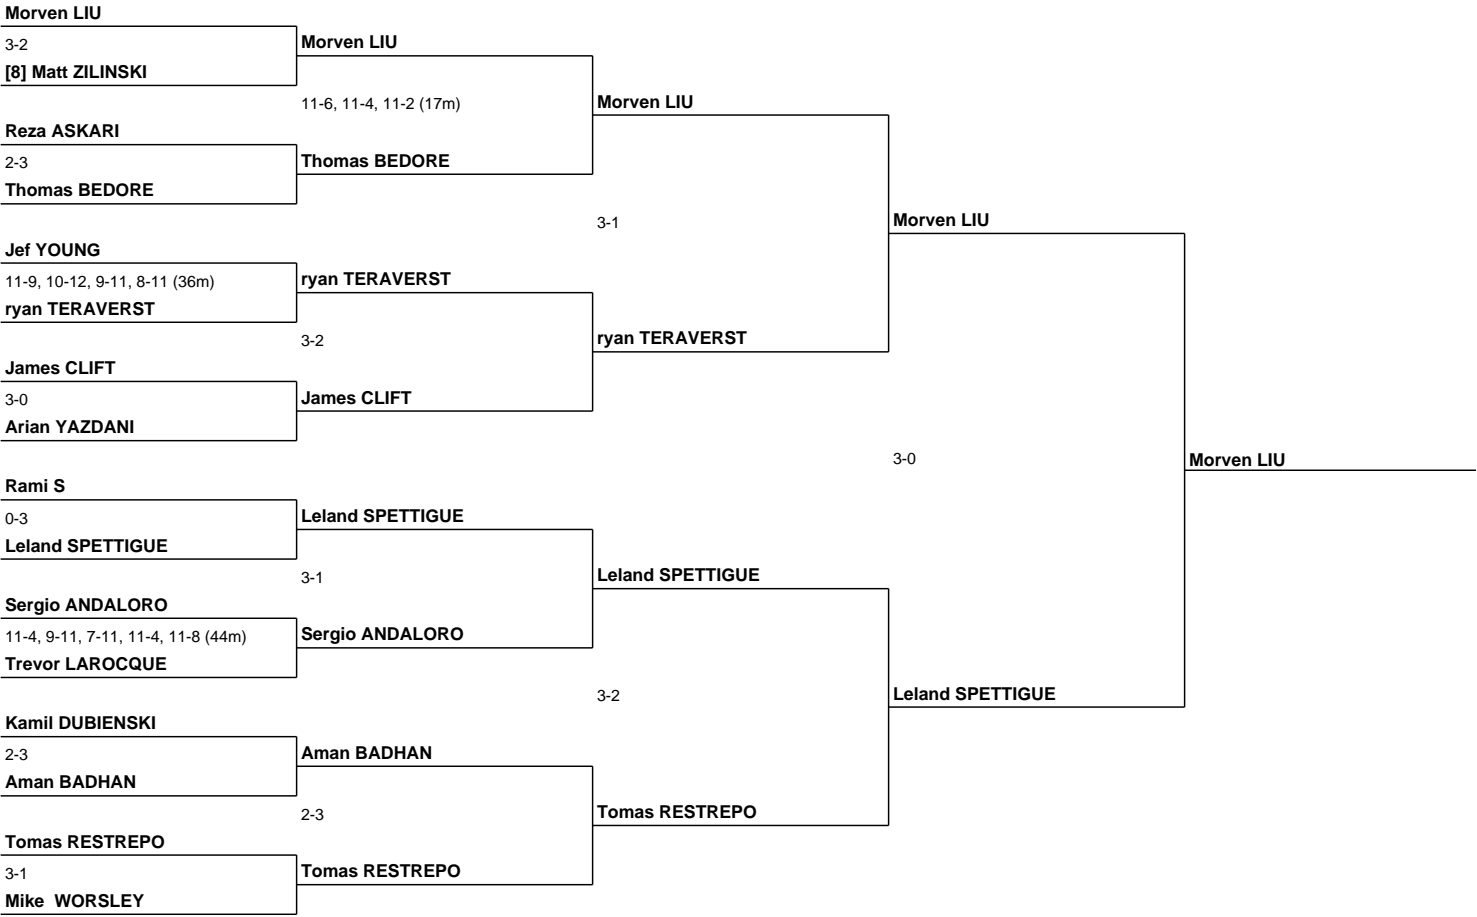 Morven LIU
3-2
[8] Matt ZILINSKI
Reza ASKARI
2-3
Thomas BEDORE
Jef YOUNG
11-9, 10-12, 9-11, 8-11 (36m)
ryan TERAVERST
James CLIFT
3-0
Arian YAZDANI
Rami S
0-3
Leland SPETTIGUE
Sergio ANDALORO
11-4, 9-11, 7-11, 11-4, 11-8 (44m)
Trevor LAROCQUE
Kamil DUBIENSKI
2-3
Aman BADHAN
Tomas RESTREPO
3-1
Mike  WORSLEY
Morven LIU
11-6, 11-4, 11-2 (17m)
Thomas BEDORE
ryan TERAVERST
3-2
James CLIFT
Leland SPETTIGUE
3-1
Sergio ANDALORO
Aman BADHAN
2-3
Tomas RESTREPO
Morven LIU
3-1
ryan TERAVERST
Leland SPETTIGUE
3-2
Tomas RESTREPO
Morven LIU
3-0
Leland SPETTIGUE
Morven LIU